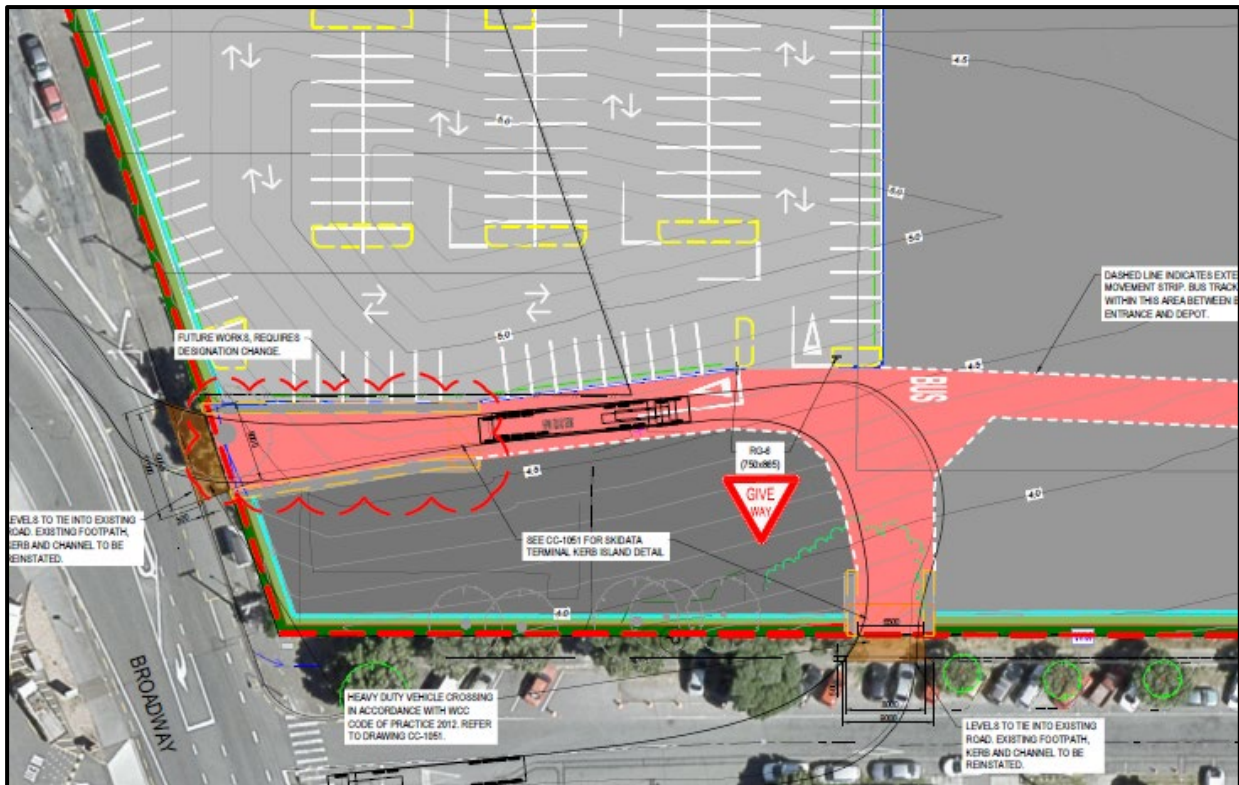 4.5
5.0
5.0
5.0
DASHED LINE INDICATES EXTE
MOVEMENT STRIP. BUS TRACK
WITHIN THIS AREA BETWEEN B
ENTRANCE AND DEPOT.
FUTURE WORKS, REQUIRES
DESIGNATION CHANGE.
5.0
4.5
BUS
RG-6
(750x865)
GIVE
WAY
4.5
4.0
LEVELS TO TIE INTO EXISTING
ROAD. EXISTING FOOTPATH,
KERB AND CHANNEL TO BE
REINSTATED.
SEE CC-1051 FOR SKIDATA
TERMINAL KERB ISLAND DETAIL
4.0
6500
BROADWAY
HEAVY DUTY VEHICLE CROSSING
IN ACCORDANCE WITH WCC
CODE OF PRACTICE 2012. REFER
TO DRAWING CC-1051.
8000
9000
LEVELS TO TIE INTO EXISTING
ROAD. EXISTING FOOTPATH,
KERB AND CHANNEL TO BE
REINSTATED.